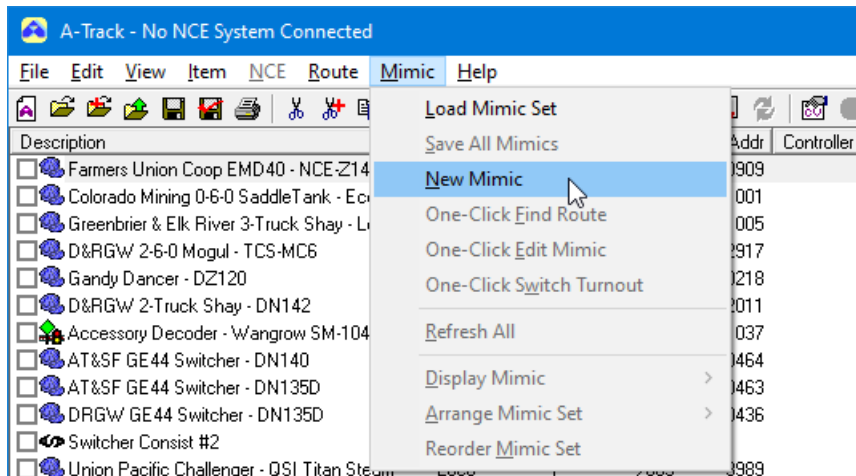 A-Track - No NCE System Connected
File Edit View Item NCE Route Mimic Help
Load Mimic Set
Save All Mimics
New Mimic
One-Click Find Route
One-Click Edit Mimic
One-Click Switch Turnout
Refresh All
Display Mimic
Arrange Mimic Set
Reorder Mimic Set
Description Addr Controller
Farmers Union Coop EMD40 - NCE-Z14 0909
Colorado Mining 0-6-0 SaddleTank - Eco 001
Greenbrier & Elk River 3-Truck Shay - L 005
D&RGW 2-6-0 Mogul - TCS-MC6 2917
Gandy Dancer - DZ120 0218
D&RGW 2-Truck Shay - DN142 2011
Accessory Decoder - Wangrow SM-104 037
AT&SF GE44 Switcher - DN140 0464
AT&SF GE44 Switcher - DN135D 0463
DRGW GE44 Switcher - DN135D 0436
Switcher Consist #2
Union Pacific Challenger - QSI Titan Steam 3989